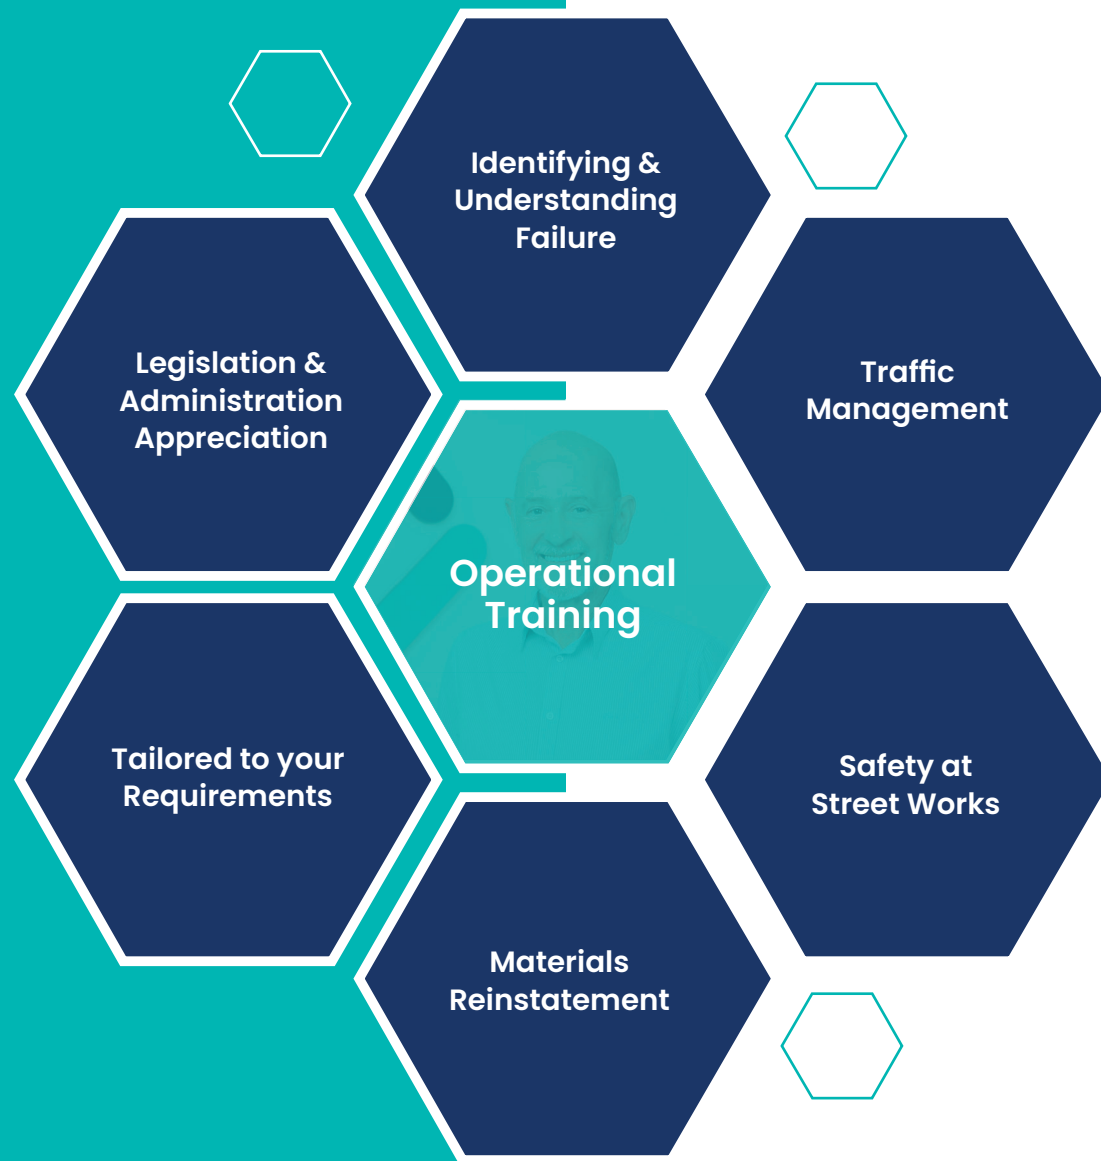 Identifying &
Understanding
Failure
Legislation &
Administration
Appreciation
Traffic
Management
Operational
Training
Tailored to your
Requirements
Safety at
Street Works
Materials
Reinstatement